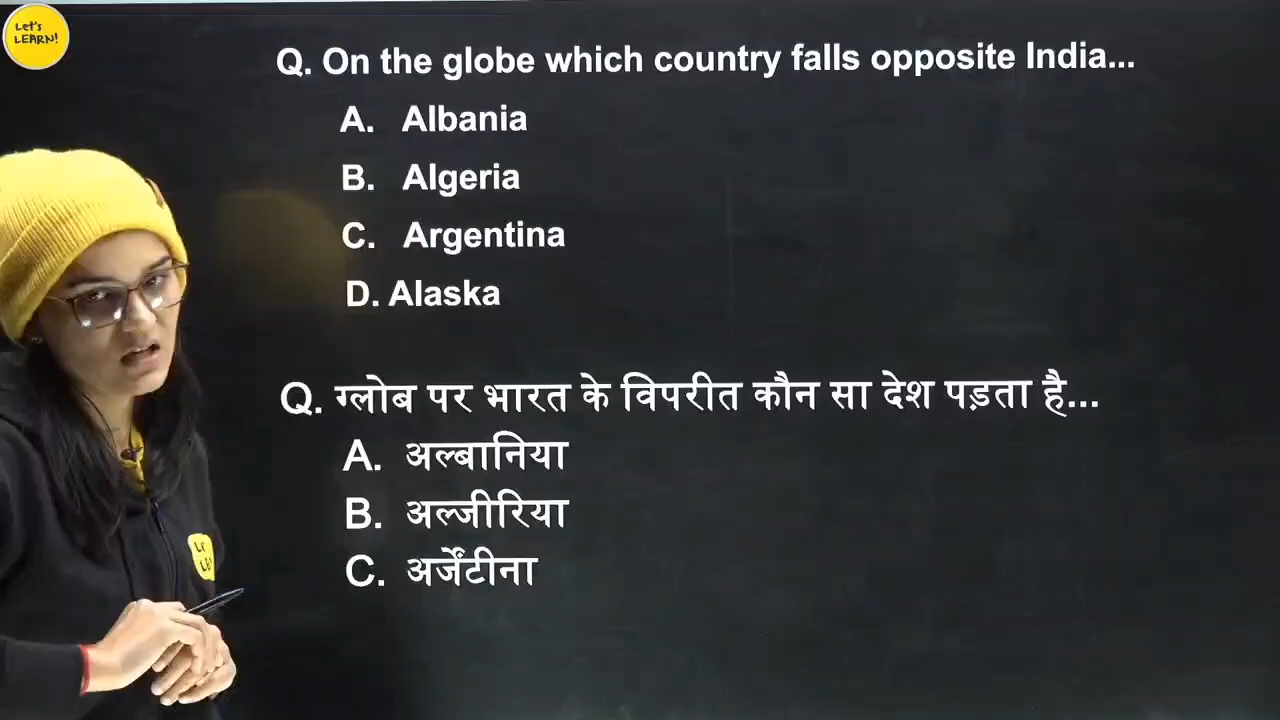 Let's
LEARN!
Q. On the globe which country falls opposite India...
A. Albania
B. Algeria
C. Argentina
D. Alaska
Q. ग्लोब पर भारत के विपरीत कौन सा देश पड़ता है...
A. अल्बानिया
B. अल्जीरिया
C. अर्जेंटीना